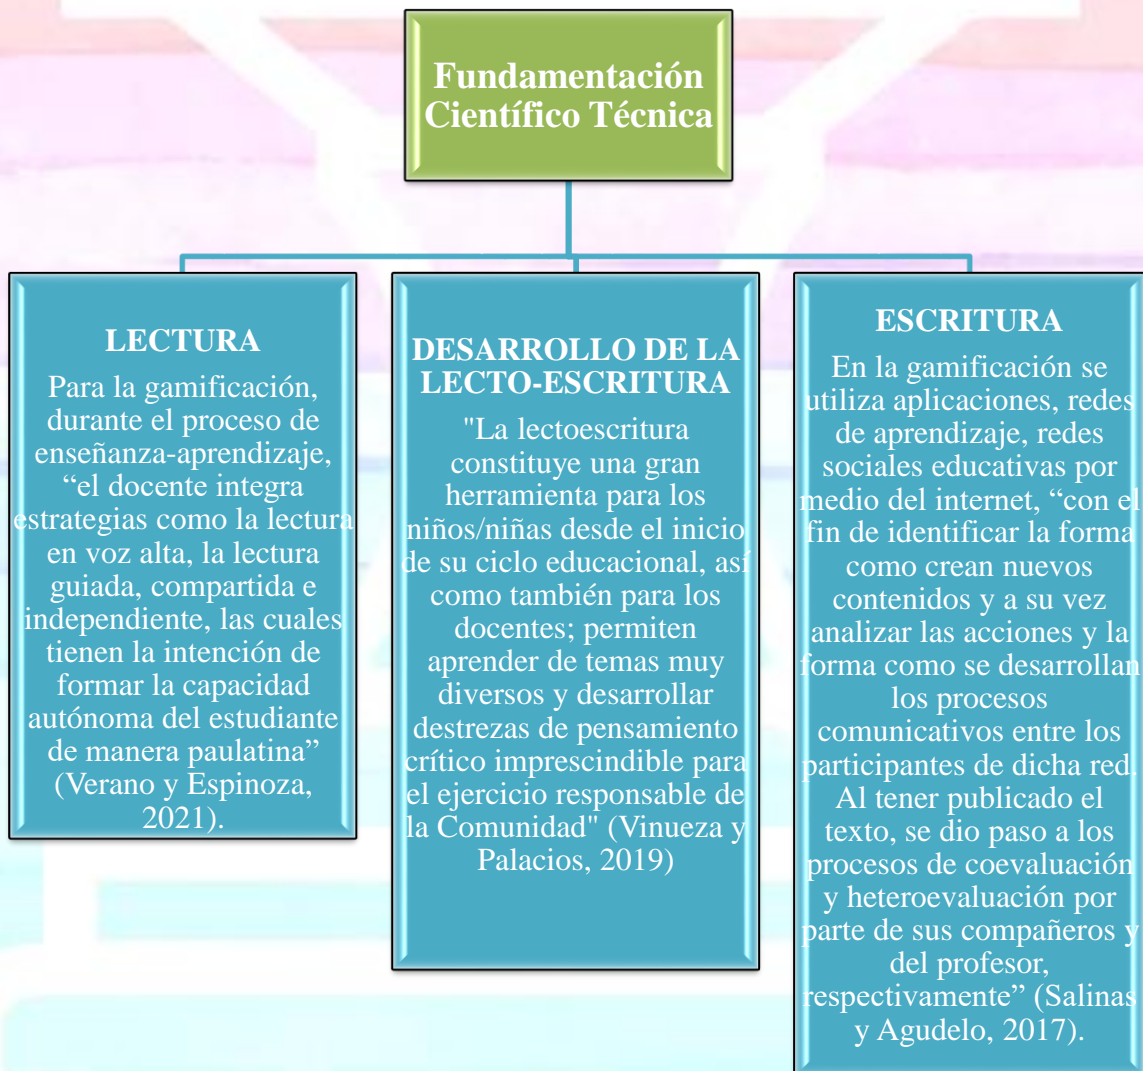 Fundamentación
Científico Técnica
LECTURA
Para la gamificación,
durante el proceso de
enseñanza-aprendizaje,
“el docente integra
estrategias como la lectura
en voz alta, la lectura
guiada, compartida e
independiente, las cuales
tienen la intención de
formar la capacidad
autónoma del estudiante
de manera paulatina”
(Verano y Espinoza,
2021).
DESARROLLO DE LA
LECTO-ESCRITURA
"La lectoescritura
constituye una gran
herramienta para los
niños/niñas desde el inicio
de su ciclo educacional, así
como también para los
docentes; permiten
aprender de temas muy
diversos y desarrollar
destrezas de pensamiento
crítico imprescindible para
el ejercicio responsable de
la Comunidad" (Vinueza y
Palacios, 2019)
ESCRITURA
En la gamificación se
utiliza aplicaciones, redes
de aprendizaje, redes
sociales educativas por
medio del internet, “con el
fin de identificar la forma
como crean nuevos
contenidos y a su vez
analizar las acciones y la
forma como se desarrollan
los procesos
comunicativos entre los
participantes de dicha red.
Al tener publicado el
texto, se dio paso a los
procesos de coevaluación
y heteroevaluación por
parte de sus compañeros y
del profesor,
respectivamente” (Salinas
y Agudelo, 2017).